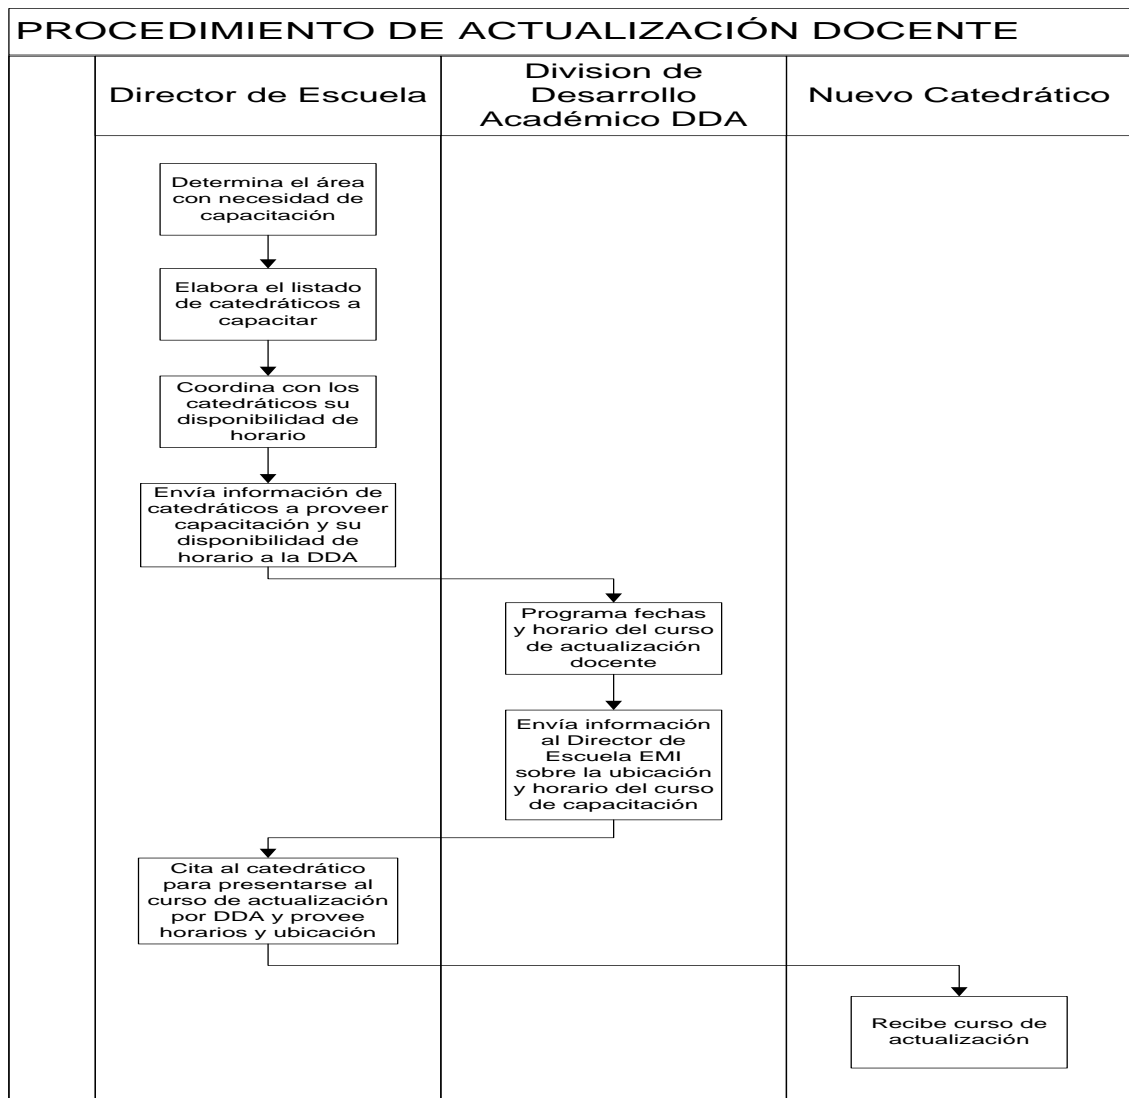 PROCEDIMIENTO DE ACTUALIZACIÓN DOCENTE
Director de Escuela
Division de
Desarrollo
Académico DDA
Nuevo Catedrático
Determina el área
con necesidad de
capacitación
Elabora el listado
de catedráticos a
capacitar
Coordina con los
catedráticos su
disponibilidad de
horario
Envía información de
catedráticos a proveer
capacitación y su
disponibilidad de
horario a la DDA
Programa fechas
y horario del curso
de actualización
docente
Envía información
al Director de
Escuela EMI
sobre la ubicación
y horario del curso
de capacitación
Cita al catedrático
para presentarse al
curso de actualización
por DDA y provee
horarios y ubicación
Recibe curso de
actualización